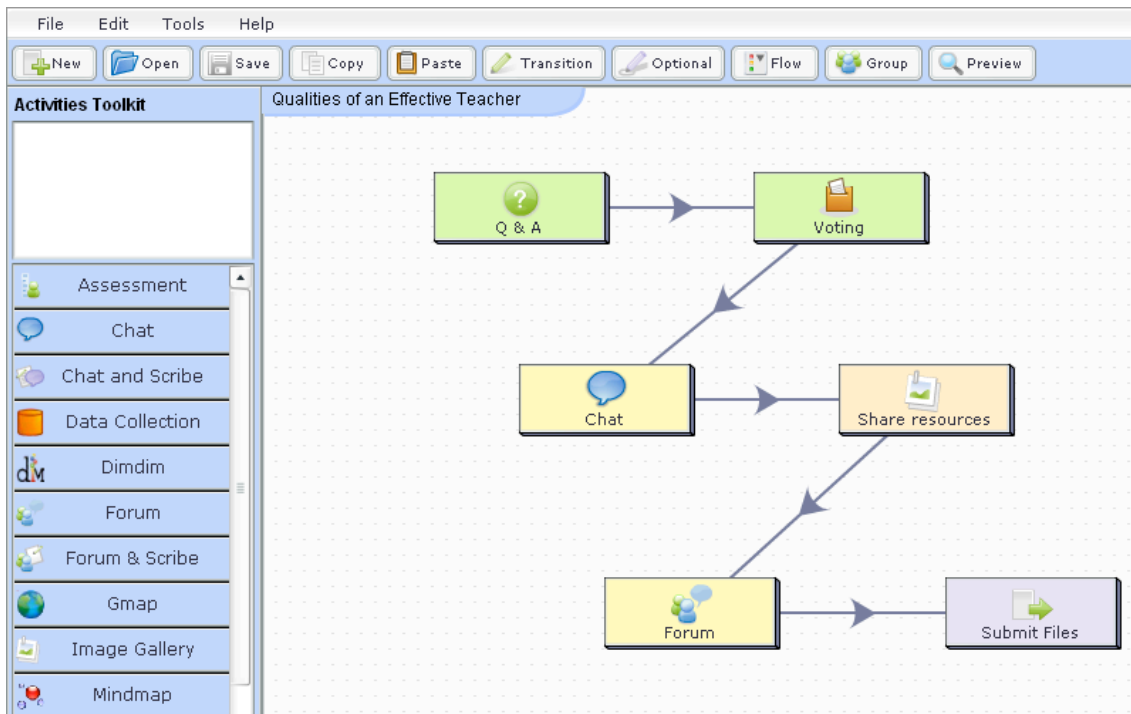 File Edit Tools Help
New Open Save Copy Paste Transition Optional Flow Group Preview
Activities Toolkit
Qualities of an Effective Teacher
Assessment
Chat
Chat and Scribe
Data Collection
dim Dimdim
Forum
Forum & Scribe
Gmap
Image Gallery
Mindmap
Q & A
Voting
Chat
Share resources
Forum
Submit Files